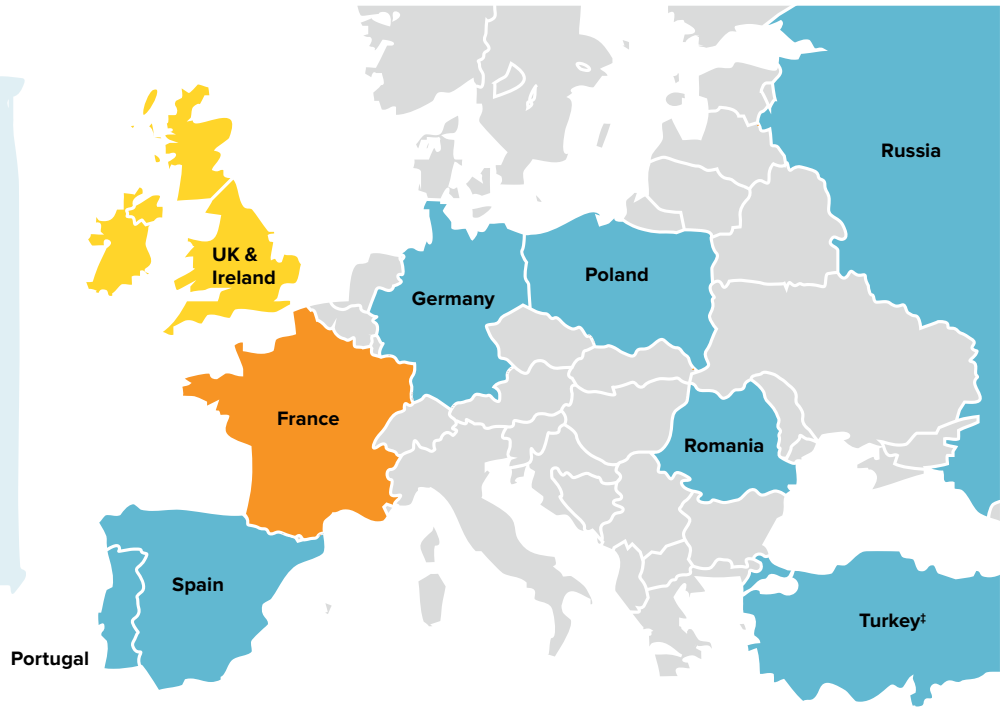 Russia
UK &
Ireland
Poland
Germany
France
Romania
Spain
Turkey‡
Portugal